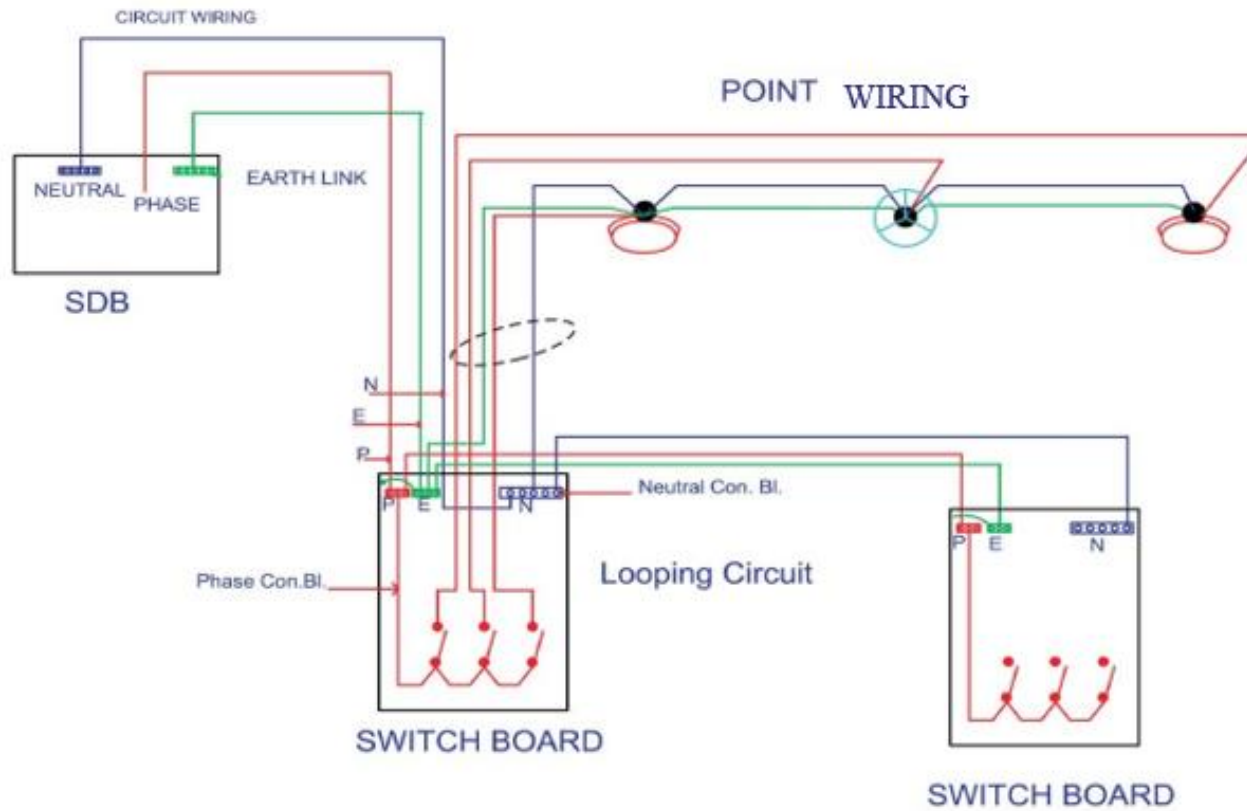 CIRCUIT WIRING
POINT WIRING
NEUTRAL
PHASE
EARTH LINK
SDB
N
E
P
P
E
N
Neutral Con. Bl.
Phase Con.Bl.
Looping Circuit
P
E
N
SWITCH BOARD
SWITCH BOARD